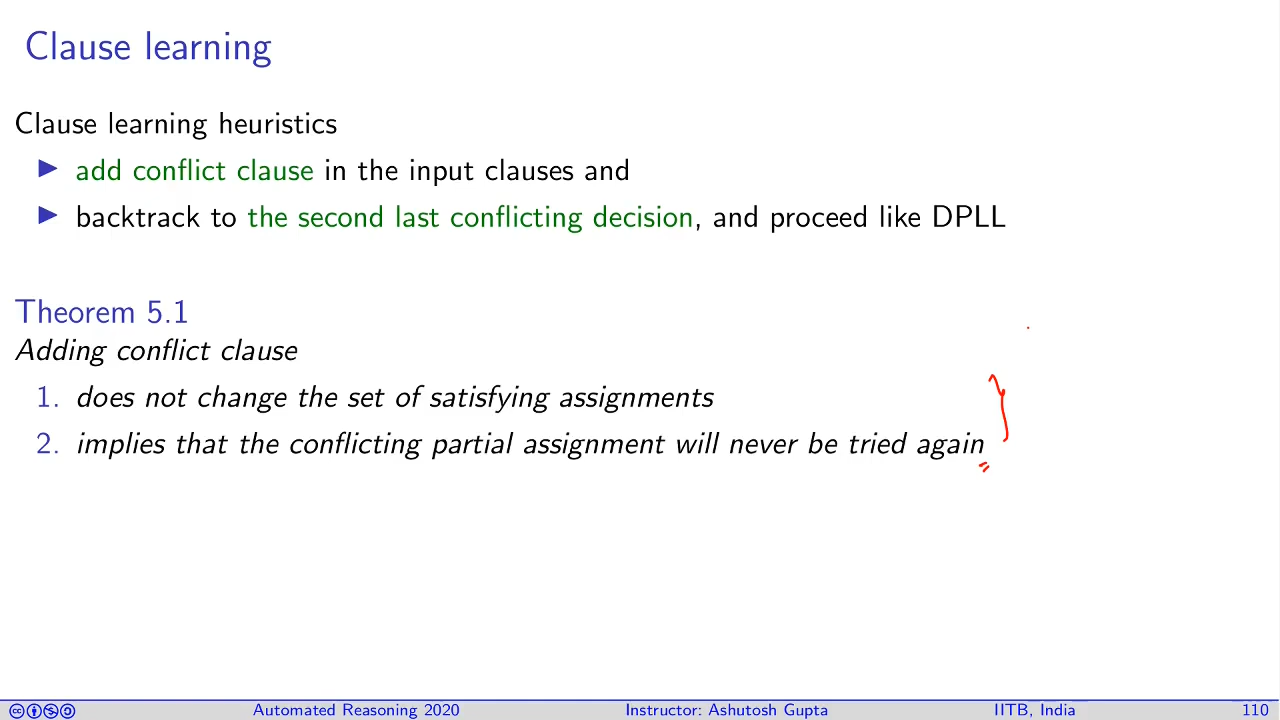 Clause learning
Clause learning heuristics
▶ add conflict clause in the input clauses and
▶ backtrack to the second last conflicting decision, and proceed like DPLL
Theorem 5.1
Adding conflict clause
1. does not change the set of satisfying assignments
2. implies that the conflicting partial assignment will never be tried again
Automated Reasoning 2020 Instructor: Ashutosh Gupta IITB, India 110